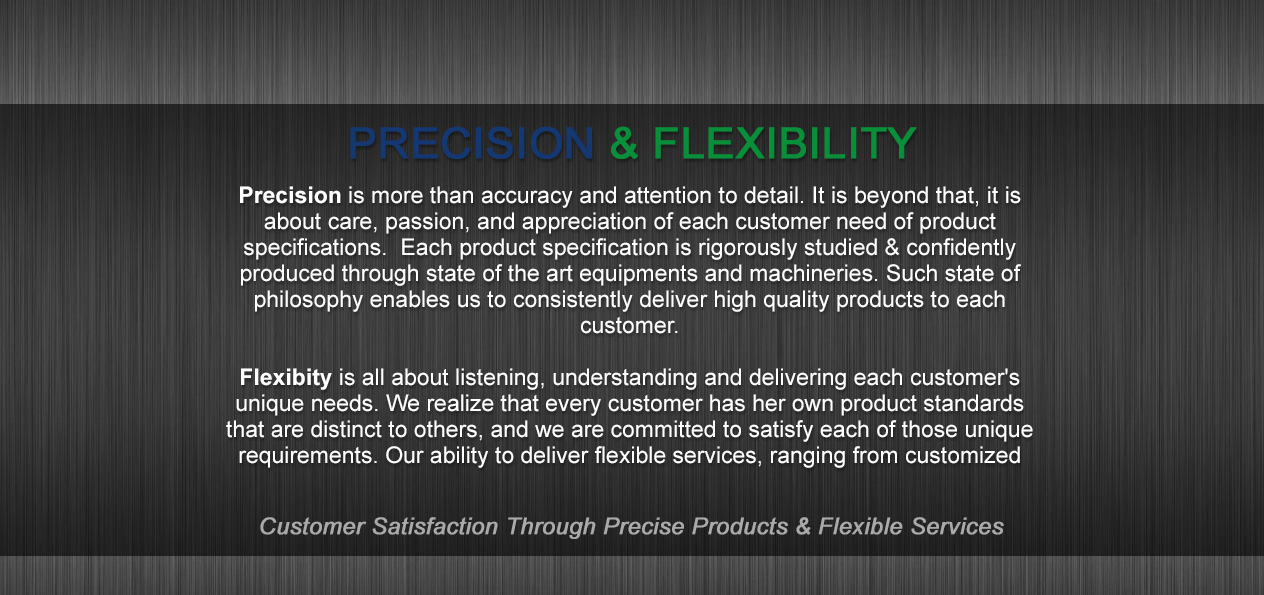 PRECISION & FLEXIBILITY
Precision is more than accuracy and attention to detail. It is beyond that, it is
about care, passion, and appreciation of each customer need of product
specifications.  Each product specification is rigorously studied & confidently
produced through state of the art equipments and machineries. Such state of
philosophy enables us to consistently deliver high quality products to each
customer.
Flexibity is all about listening, understanding and delivering each customer's
unique needs. We realize that every customer has her own product standards
that are distinct to others, and we are committed to satisfy each of those unique
requirements. Our ability to deliver flexible services, ranging from customized
Customer Satisfaction Through Precise Products & Flexible Services